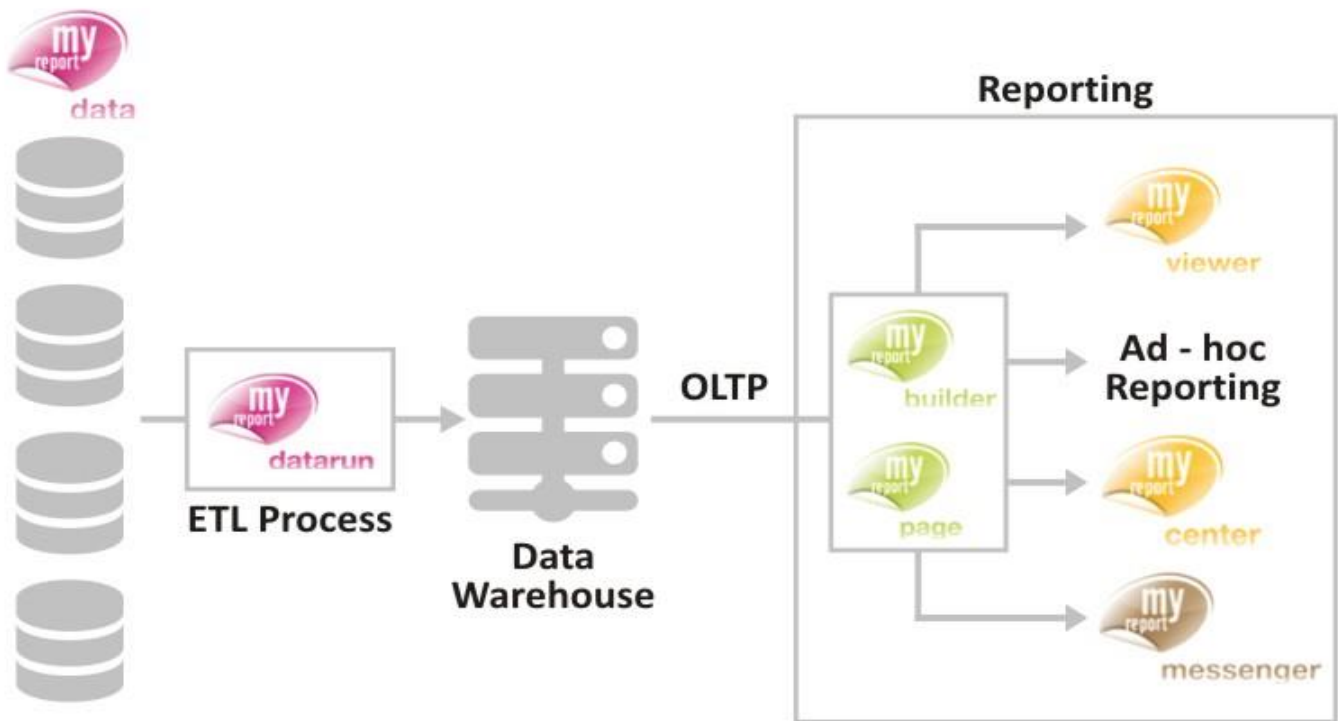 my
report
data
Reporting
my
report
viewer
my
report
datarun
ETL Process
Data
Warehouse
OLTP
my
report
builder
my
report
page
Ad - hoc
Reporting
my
report
center
my
report
messenger